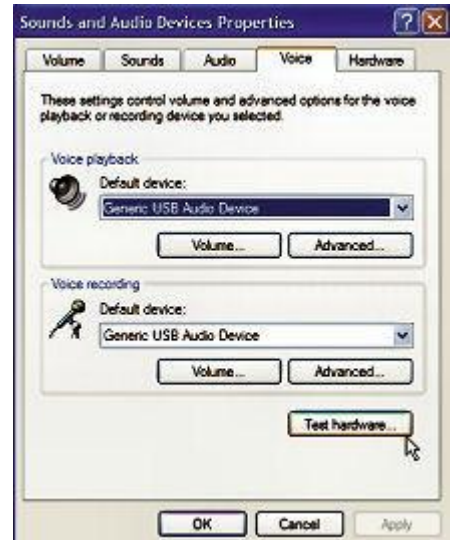 Sounds and Audio Devices Properties
Volume Sounds Audio Voice Hardware
These settings control volume and advanced options for the voice
playback or recording device you selected.
Voice playback
Default device:
Generic USB Audio Device
Volume... Advanced...
Voice recording
Default device:
Generic USB Audio Device
Volume... Advanced...
Test hardware...
OK Cancel Apply